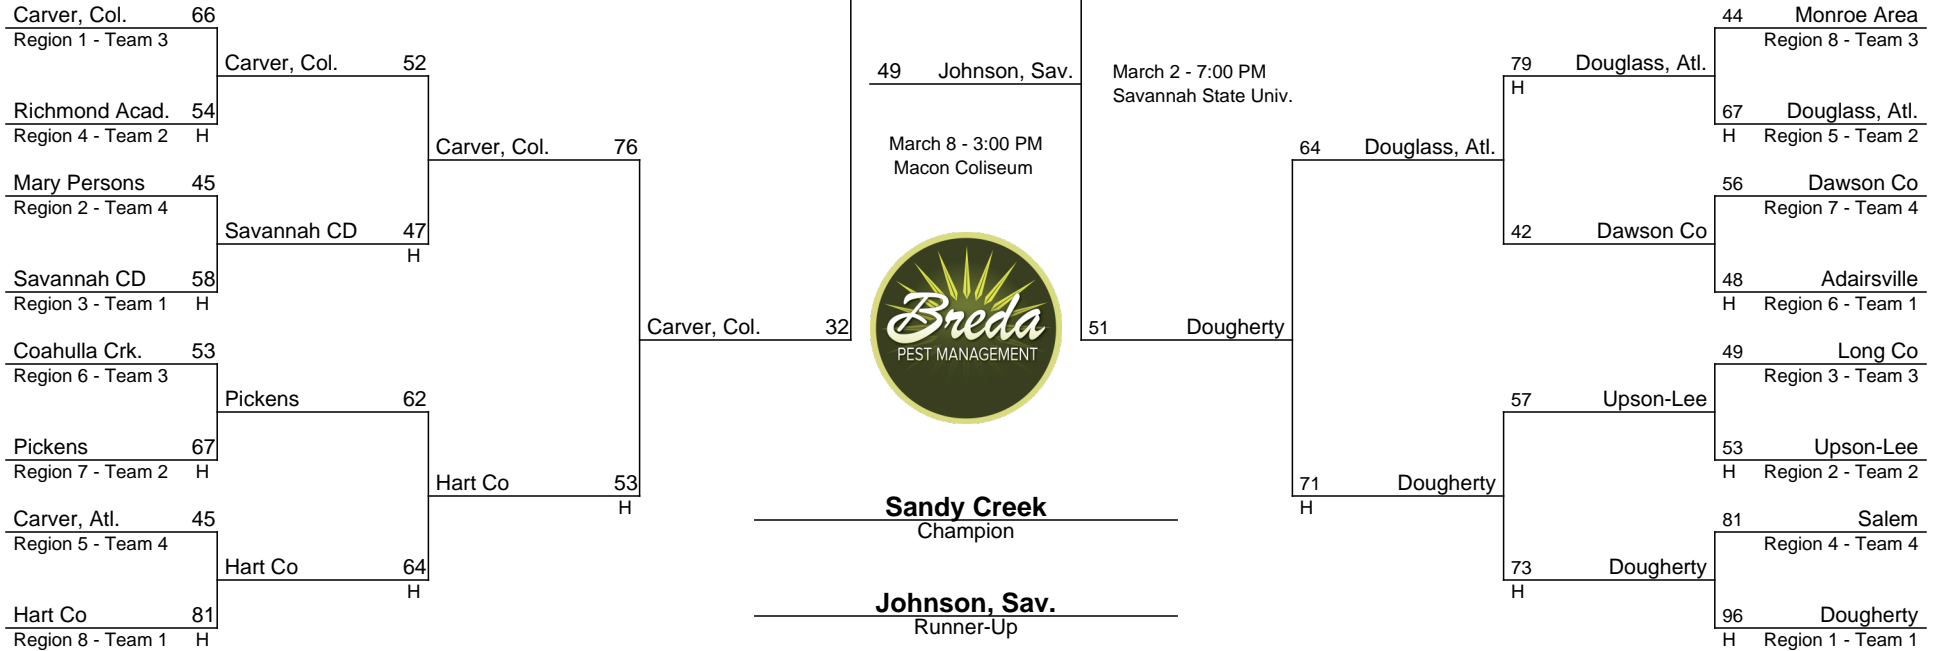 Carver, Col. 66
Region 1 - Team 3
Carver, Col. 52
Richmond Acad. 54
Region 4 - Team 2 H
Carver, Col. 76
Mary Persons 45
Region 2 - Team 4
Savannah CD 47
H
Savannah CD 58
Region 3 - Team 1 H
Carver, Col. 32
Coahulla Crk. 53
Region 6 - Team 3
Pickens 62
Pickens 67
Region 7 - Team 2 H
Hart Co 53
H
Carver, Atl. 45
Region 5 - Team 4
Hart Co 64
H
Hart Co 81
Region 8 - Team 1 H
49 Johnson, Sav.
March 8 - 3:00 PM
Macon Coliseum
Breda
PEST MANAGEMENT
Sandy Creek
Champion
Johnson, Sav.
Runner-Up
March 2 - 7:00 PM
Savannah State Univ.
44 Monroe Area
Region 8 - Team 3
79 Douglass, Atl.
H
67 Douglass, Atl.
H Region 5 - Team 2
64 Douglass, Atl.
56 Dawson Co
Region 7 - Team 4
42 Dawson Co
48 Adairsville
H Region 6 - Team 1
51 Dougherty
49 Long Co
Region 3 - Team 3
57 Upson-Lee
53 Upson-Lee
H Region 2 - Team 2
71 Dougherty
H
81 Salem
Region 4 - Team 4
73 Dougherty
H
96 Dougherty
H Region 1 - Team 1